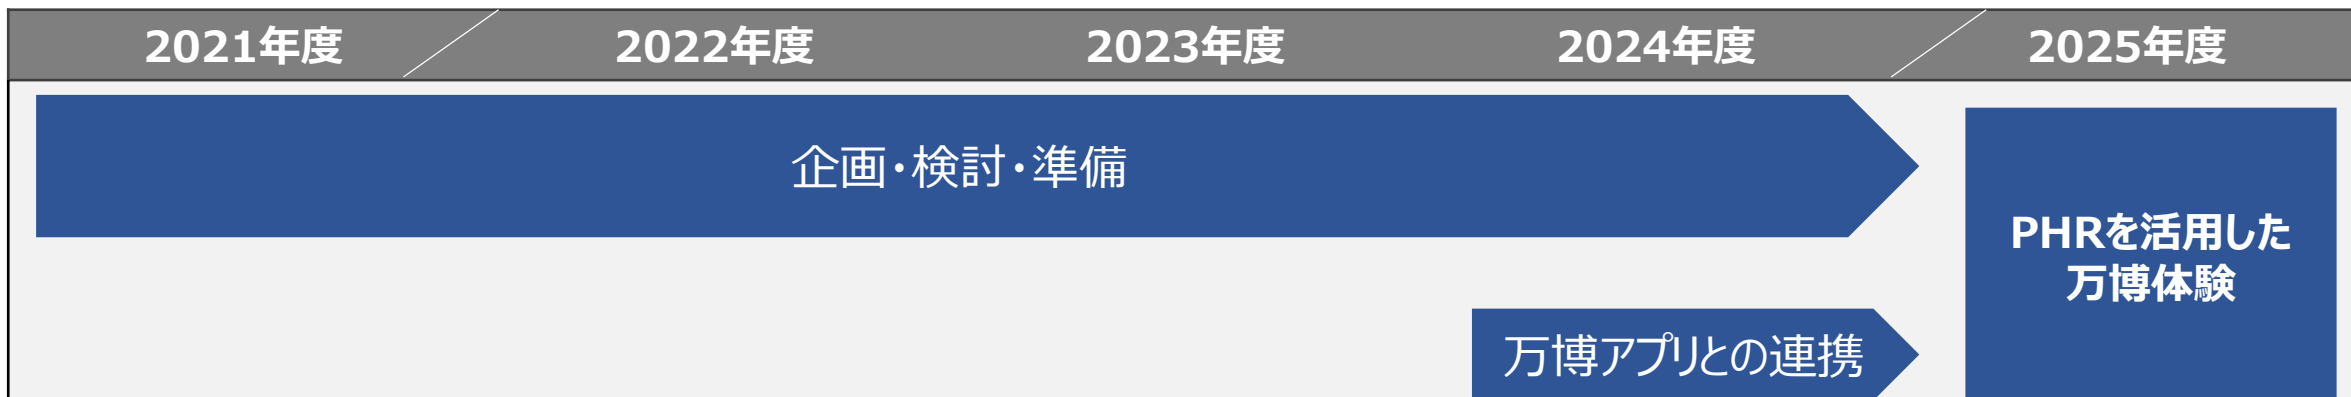 2021年度 2022年度 2023年度 2024年度 2025年度
企画・検討・準備
PHRを活用した
万博体験
万博アプリとの連携